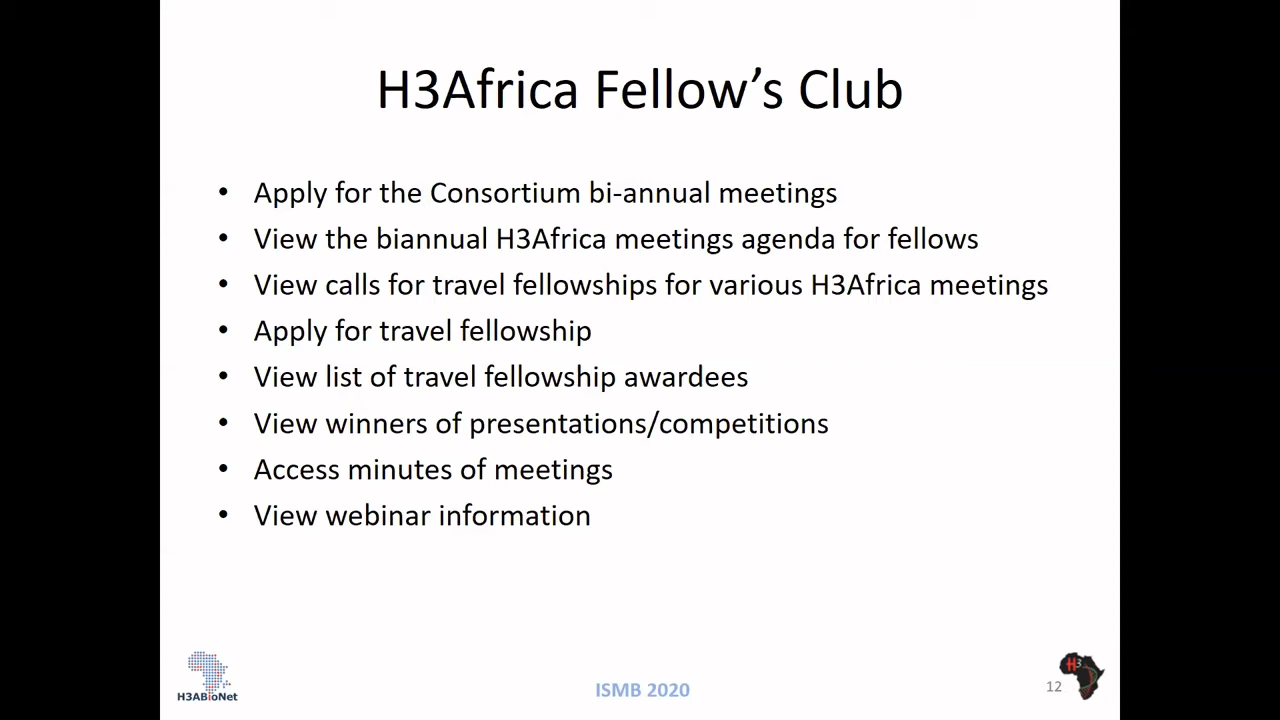 H3Africa Fellow's Club
• Apply for the Consortium bi-annual meetings
• View the biannual H3Africa meetings agenda for fellows
• View calls for travel fellowships for various H3Africa meetings
• Apply for travel fellowship
• View list of travel fellowship awardees
• View winners of presentations/competitions
• Access minutes of meetings
• View webinar information
H3ABioNet
ISMB 2020
12
H3